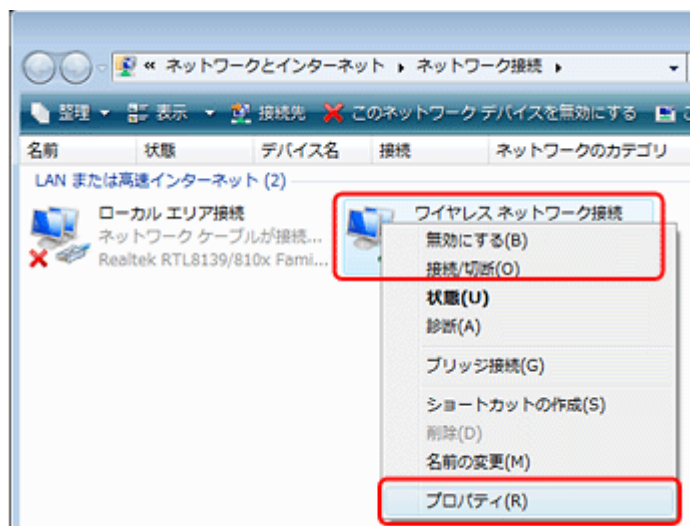 « ネットワークとインターネット ▸ ネットワーク接続 ▸
整理 表示 接続先 このネットワーク デバイスを無効にする
名前 状態 デバイス名 接続 ネットワークのカテゴリ
LAN または高速インターネット (2)
ローカル エリア接続
ネットワーク ケーブルが接続...
Realtek RTL8139/810x Fami...
ワイヤレス ネットワーク接続
無効にする(B)
接続/切断(O)
状態(U)
診断(A)
ブリッジ接続(G)
ショートカットの作成(S)
削除(D)
名前の変更(M)
プロパティ(R)